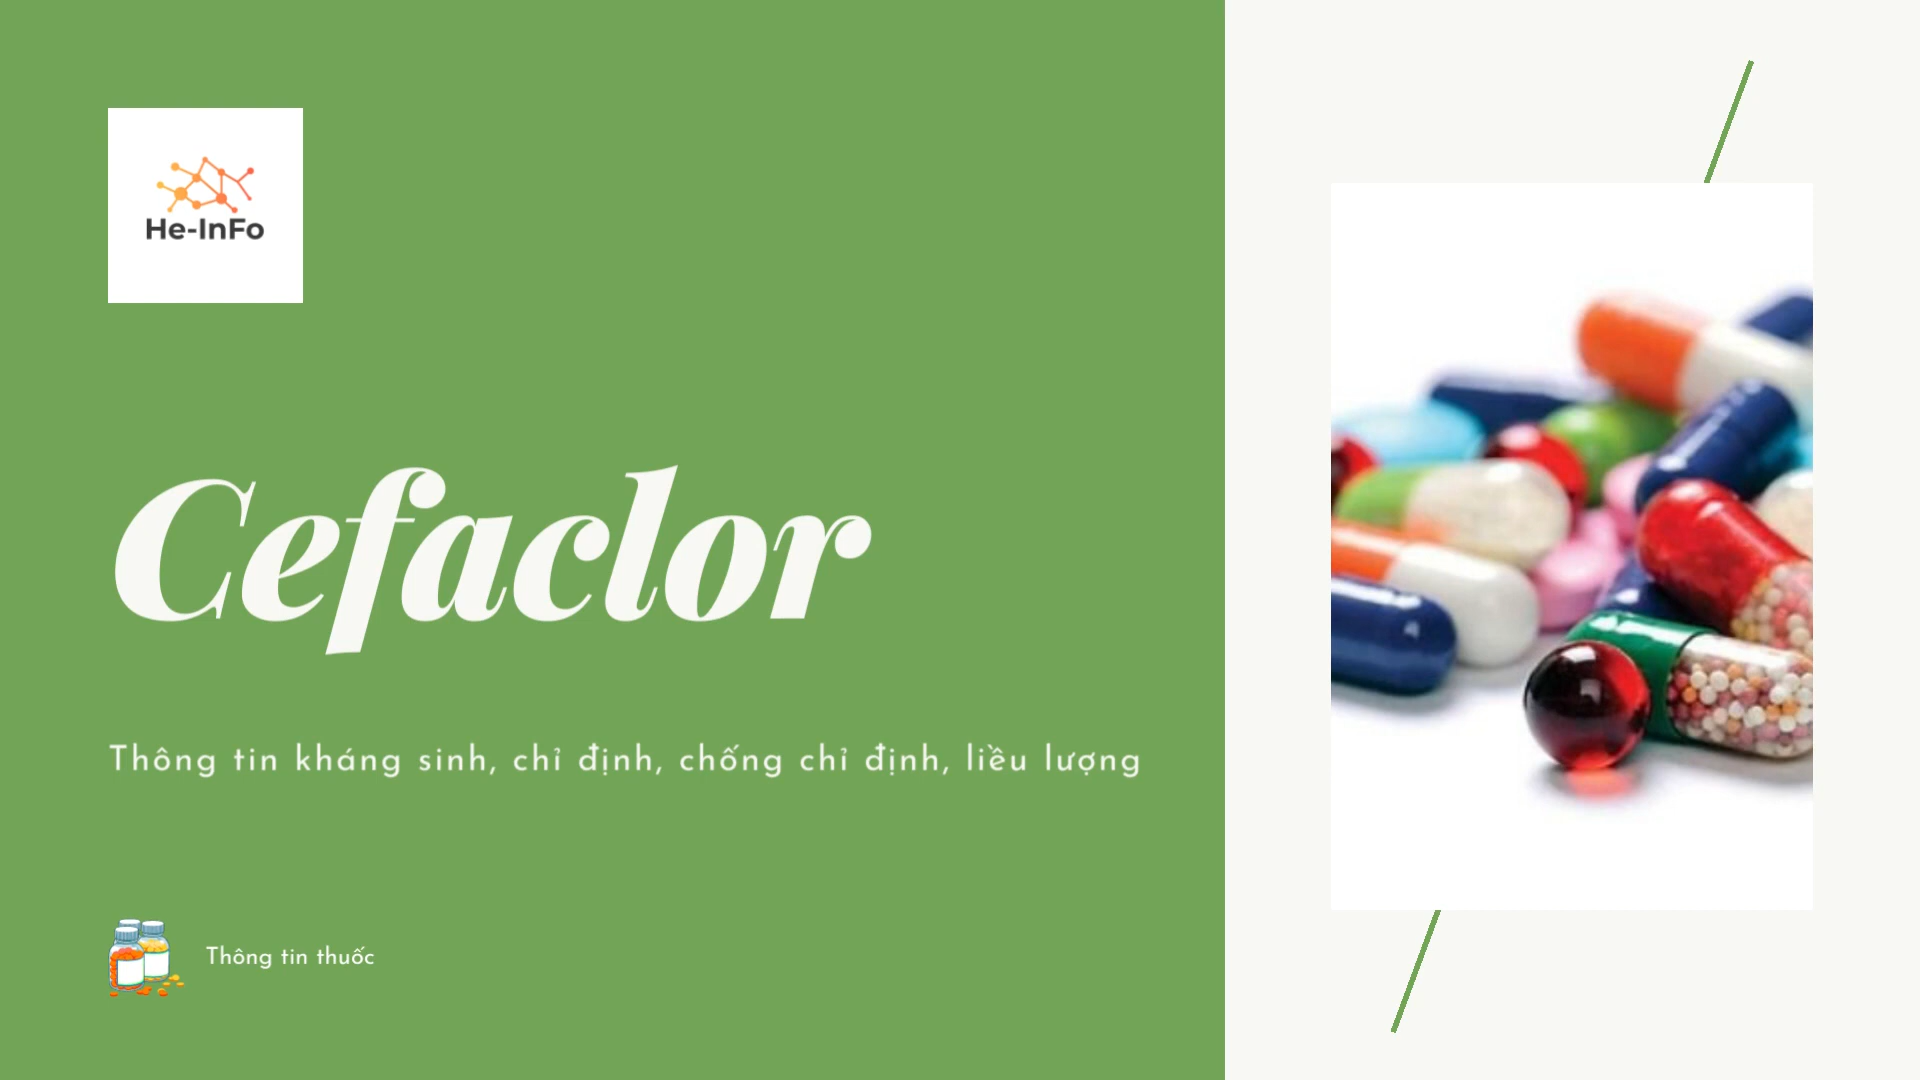 He-InFo
Cefaclor
Thông tin kháng sinh, chỉ định, chống chỉ định, liều lượng
Thông tin thuốc